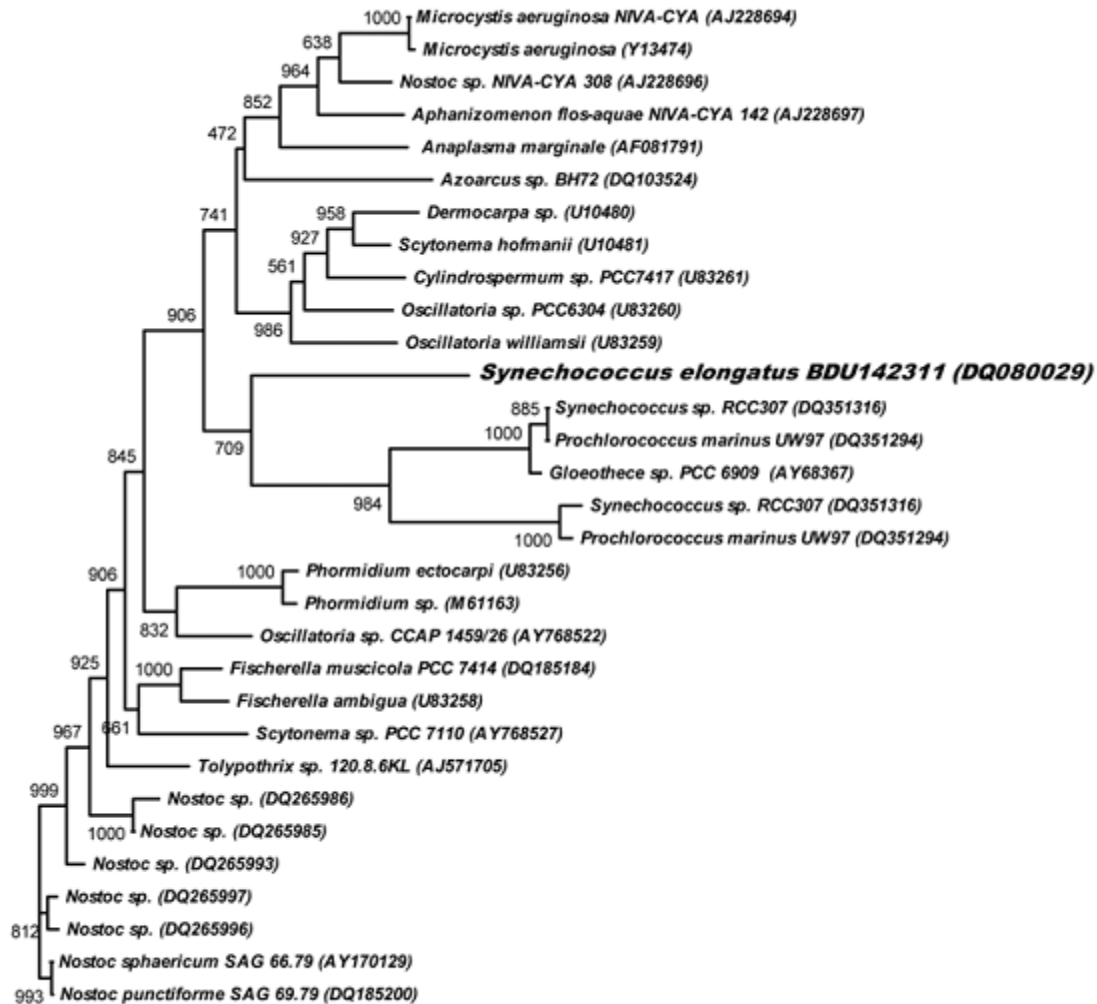 1000
Microcystis aeruginosa NIVA-CYA (AJ228694)
638
Microcystis aeruginosa (Y13474)
964
Nostoc sp. NIVA-CYA 308 (AJ228696)
852
Aphanizomenon flos-aquae NIVA-CYA 142 (AJ228697)
472
Anaplasma marginale (AF081791)
Azoarcus sp. BH72 (DQ103524)
741
958
Dermocarpa sp. (U10480)
927
Scytonema hofmanii (U10481)
561
Cylindrospermum sp. PCC7417 (U83261)
906
986
Oscillatoria sp. PCC6304 (U83260)
Oscillatoria williamsii (U83259)
Synechococcus elongatus BDU142311 (DQ080029)
885
Synechococcus sp. RCC307 (DQ351316)
1000
Prochlorococcus marinus UW97 (DQ351294)
709
845
Gloeothece sp. PCC 6909 (AY68367)
984
Synechococcus sp. RCC307 (DQ351316)
1000
Prochlorococcus marinus UW97 (DQ351294)
906
1000
Phormidium ectocarpi (U83256)
Phormidium sp. (M61163)
832
Oscillatoria sp. CCAP 1459/26 (AY768522)
925
1000
Fischerella muscicola PCC 7414 (DQ185184)
Fischerella ambigua (U83258)
967
661
Scytonema sp. PCC 7110 (AY768527)
Tolypothrix sp. 120.8.6KL (AJ571705)
999
Nostoc sp. (DQ265986)
1000
Nostoc sp. (DQ265985)
Nostoc sp. (DQ265993)
Nostoc sp. (DQ265997)
812
Nostoc sp. (DQ265996)
Nostoc sphaericum SAG 66.79 (AY170129)
993
Nostoc punctiforme SAG 69.79 (DQ185200)